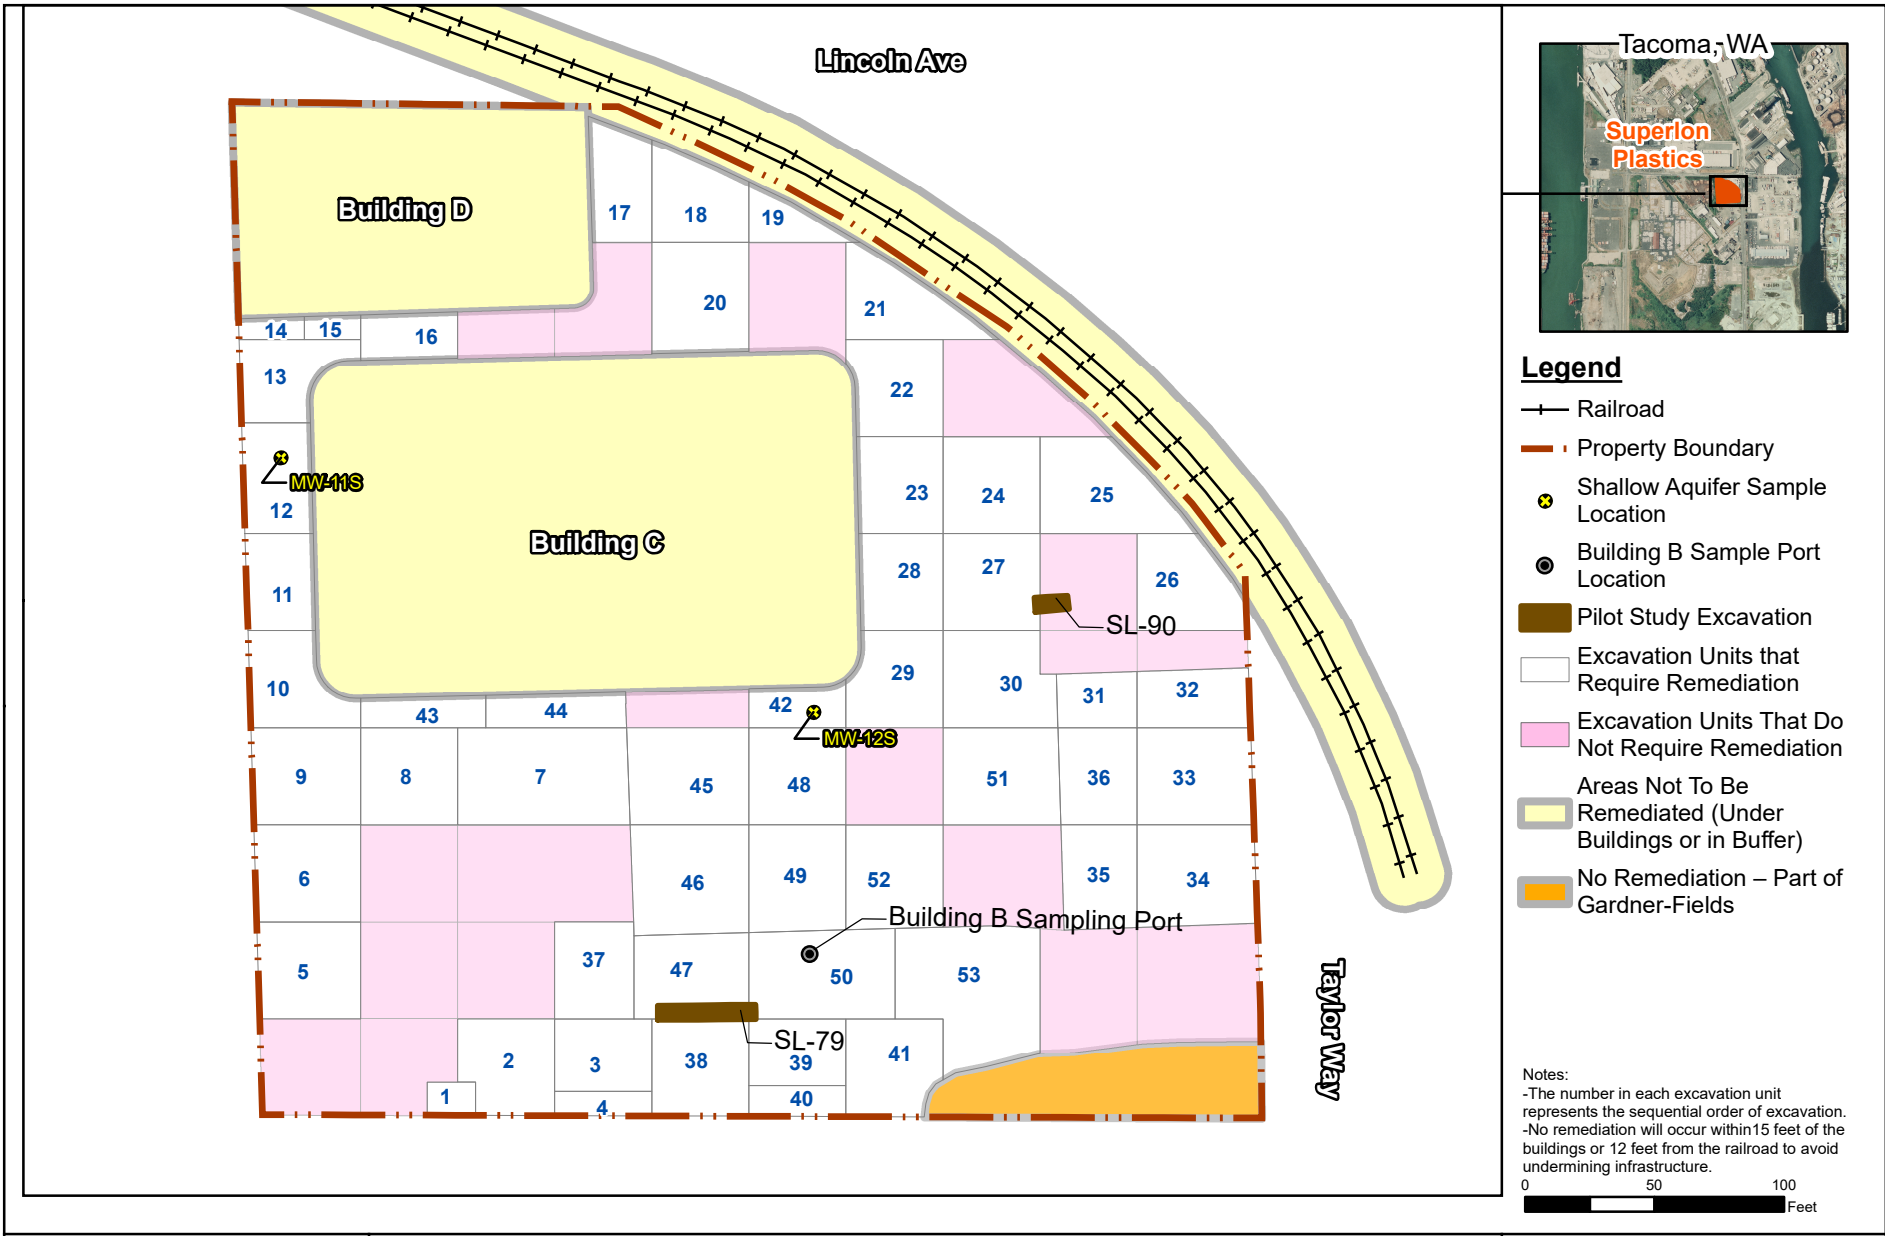 Lincoln Ave
Tacoma, WA
Superlon
Plastics
Building D
17
18
19
20
21
14
15
16
13
22
MW-11S
12
23
24
25
Building C
11
28
27
26
SL-90
10
29
30
31
32
43
44
42
MW-12S
9
8
7
45
48
51
36
33
6
46
49
52
35
34
Building B Sampling Port
5
37
47
50
53
Taylor Way
SL-79
2
3
38
39
41
1
4
40
Legend
Railroad
Property Boundary
Shallow Aquifer Sample
Location
Building B Sample Port
Location
Pilot Study Excavation
Excavation Units that
Require Remediation
Excavation Units That Do
Not Require Remediation
Areas Not To Be
Remediated (Under
Buildings or in Buffer)
No Remediation – Part of
Gardner-Fields
Notes:
-The number in each excavation unit
represents the sequential order of excavation.
-No remediation will occur within15 feet of the
buildings or 12 feet from the railroad to avoid
undermining infrastructure.
0 50 100
Feet